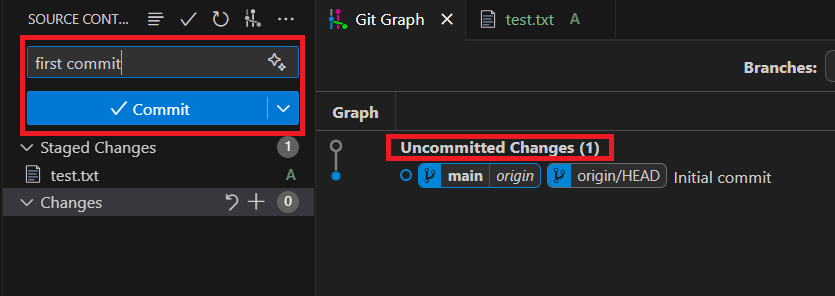 SOURCE CONT...
first commit
Commit
Staged Changes 1
test.txt A
Changes 0
Git Graph test.txt A
Branches:
Graph
Uncommitted Changes (1)
main origin origin/HEAD Initial commit